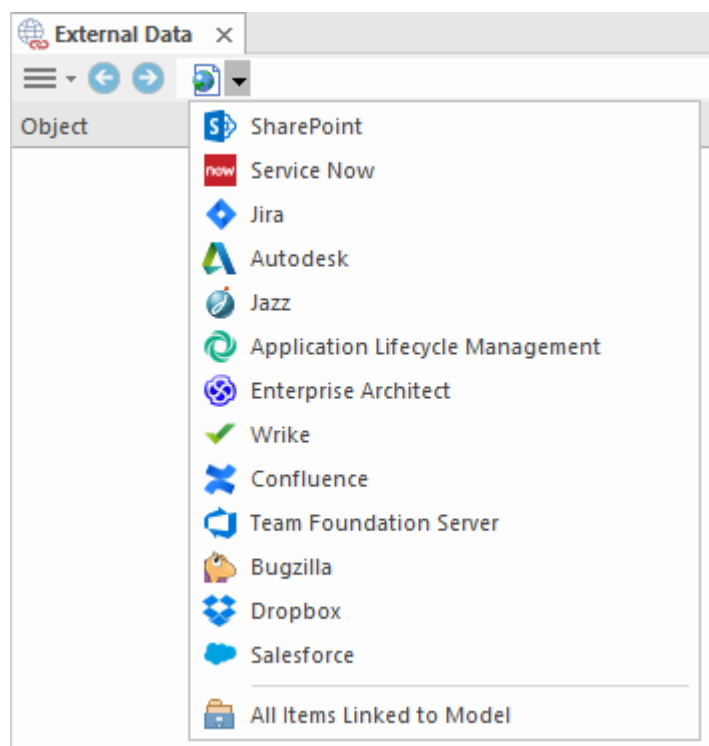 External Data
Object
SharePoint
now Service Now
Jira
Autodesk
Jazz
Application Lifecycle Management
Enterprise Architect
Wrike
Confluence
Team Foundation Server
Bugzilla
Dropbox
Salesforce
All Items Linked to Model